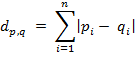 d_{p,q} = \sum_{i=1}^{n} |p_i - q_i|